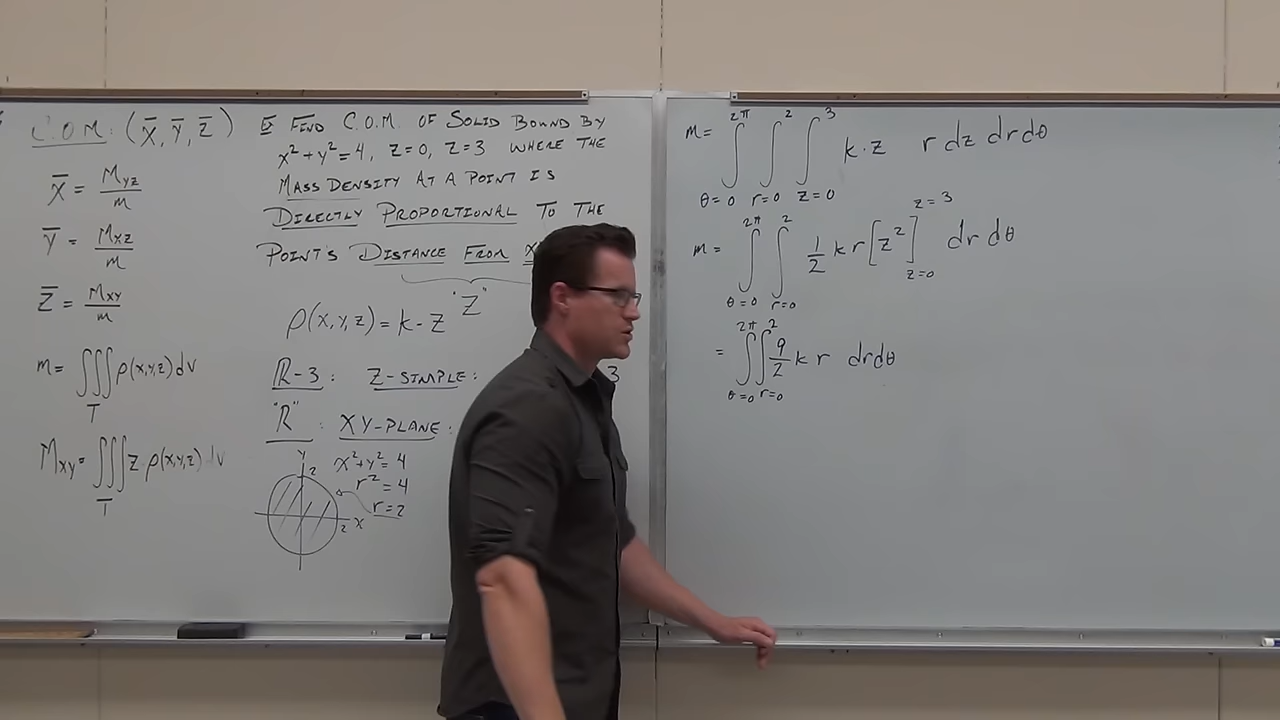 C.O.M: (x̄, ȳ, z̄)
x̄ = Myz/m
ȳ = Mxz/m
z̄ = Mxy/m
m = ∭ ρ(x,y,z) dv
T
Mxy = ∭ z ρ(x,y,z) dv
T
Ex Find C.O.M. of Solid Bound by
x² + y² = 4, z=0, z=3 where the
Mass Density at a point is
Directly Proportional to the
Point's Distance From
"z"
ρ(x,y,z) = k·z
R-3: z-simple: 3
"R": xy-plane:
x² + y² = 4
r² = 4
r = 2
y
2
2 x
m = ∫_{θ=0}^{2π} ∫_{r=0}^{2} ∫_{z=0}^{3} k·z r dz dr dθ
m = ∫_{θ=0}^{2π} ∫_{r=0}^{2} 1/2 k r [z²]_{z=0}^{z=3} dr dθ
= ∫_{θ=0}^{2π} ∫_{r=0}^{2} 9/2 k r dr dθ